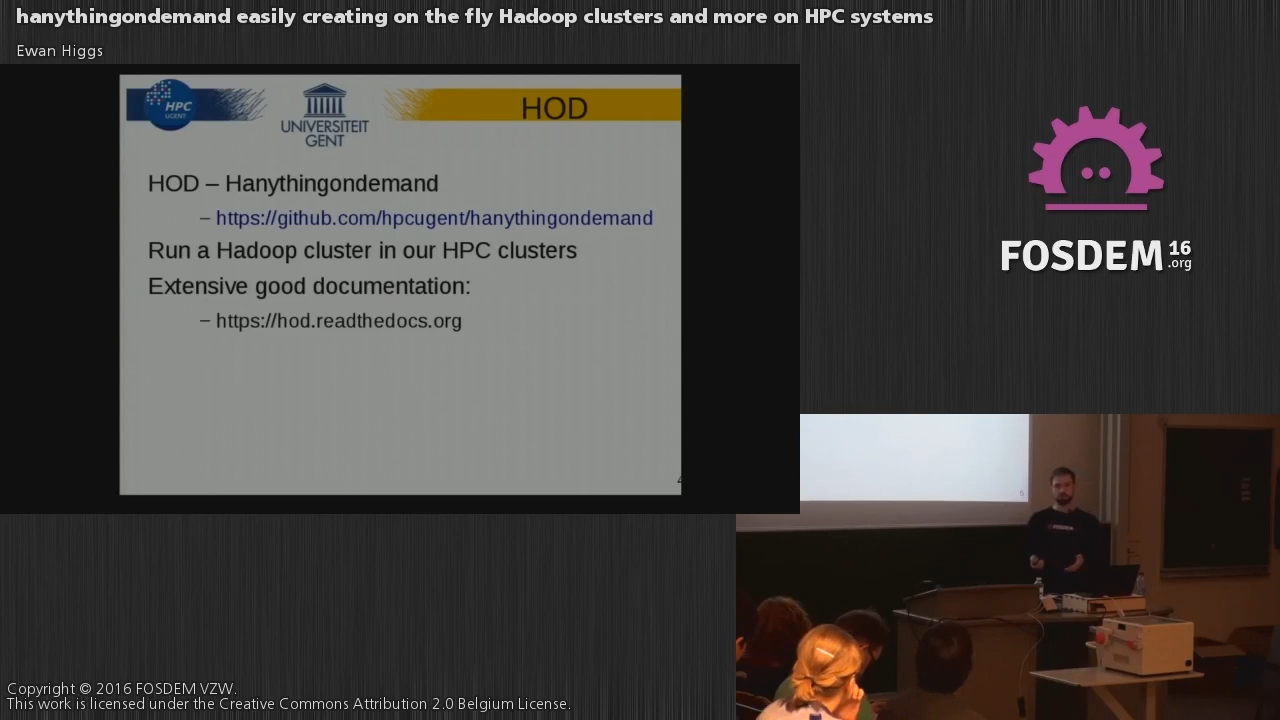 hanythingondemand easily creating on the fly Hadoop clusters and more on HPC systems
Ewan Higgs
HPC
UGENT
UNIVERSITEIT
GENT
HOD
HOD – Hanythingondemand
– https://github.com/hpcugent/hanythingondemand
Run a Hadoop cluster in our HPC clusters
Extensive good documentation:
– https://hod.readthedocs.org
4
FOSDEM 16
.org
Copyright © 2016 FOSDEM VZW.
This work is licensed under the Creative Commons Attribution 2.0 Belgium License.